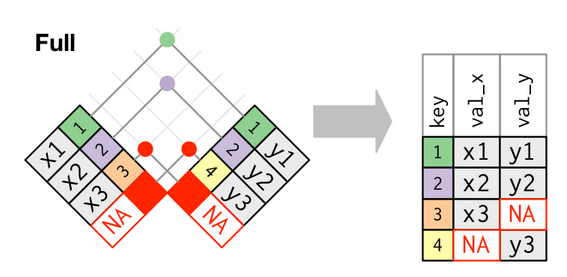 Full
1 x1
2 x2
3 x3
NA
1 y1
2 y2
4 y3
NA
key val_x val_y
1 x1 y1
2 x2 y2
3 x3 NA
4 NA y3